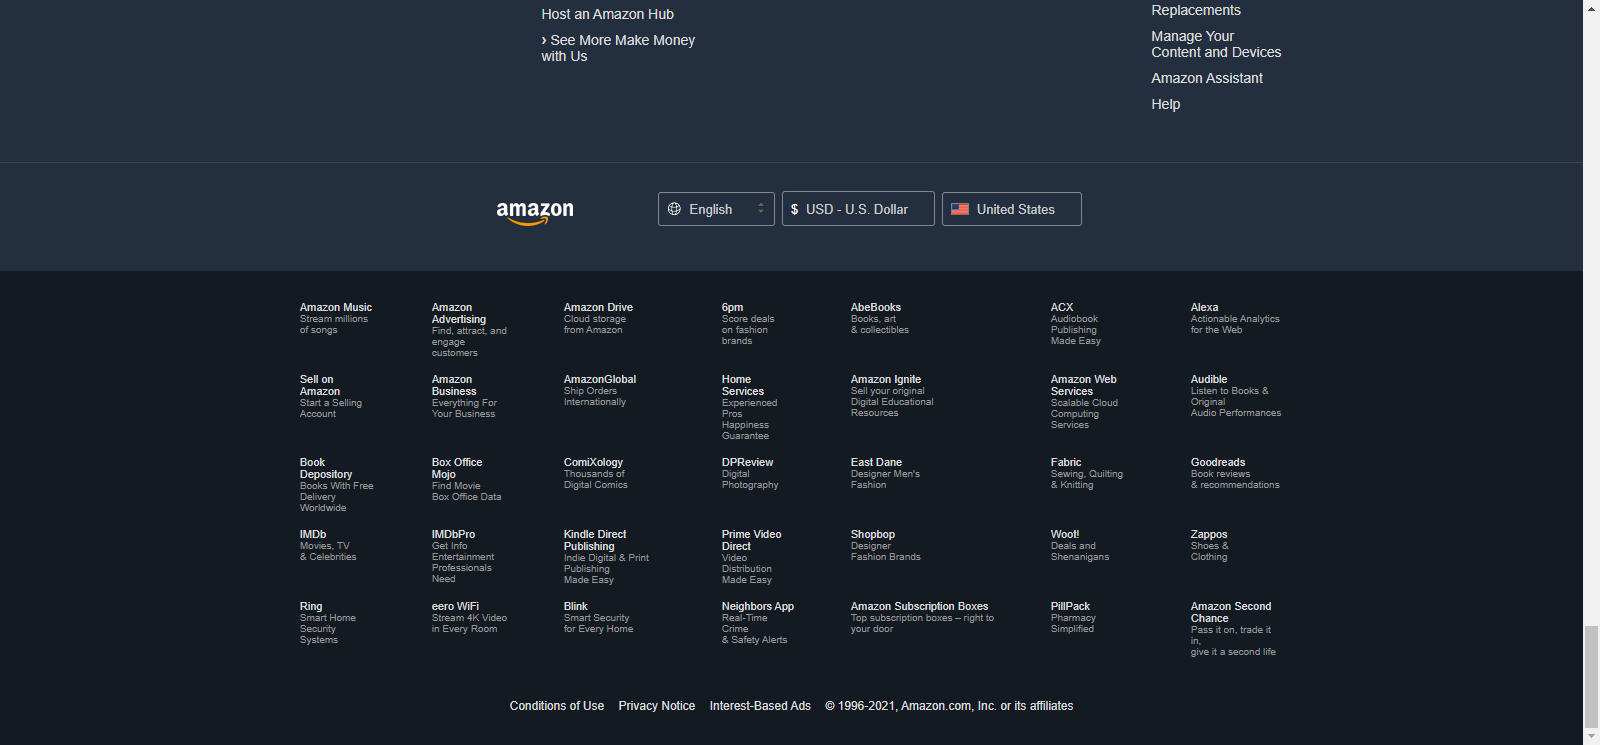 Host an Amazon Hub
› See More Make Money
with Us
Replacements
Manage Your
Content and Devices
Amazon Assistant
Help
amazon
English
$ USD - U.S. Dollar
United States
Amazon Music
Stream millions
of songs
Amazon
Advertising
Find, attract, and
engage
customers
Amazon Drive
Cloud storage
from Amazon
6pm
Score deals
on fashion
brands
AbeBooks
Books, art
& collectibles
ACX
Audiobook
Publishing
Made Easy
Alexa
Actionable Analytics
for the Web
Sell on
Amazon
Start a Selling
Account
Amazon
Business
Everything For
Your Business
AmazonGlobal
Ship Orders
Internationally
Home
Services
Experienced
Pros
Happiness
Guarantee
Amazon Ignite
Sell your original
Digital Educational
Resources
Amazon Web
Services
Scalable Cloud
Computing
Services
Audible
Listen to Books &
Original
Audio Performances
Book
Depository
Books With Free
Delivery
Worldwide
Box Office
Mojo
Find Movie
Box Office Data
ComiXology
Thousands of
Digital Comics
DPReview
Digital
Photography
East Dane
Designer Men's
Fashion
Fabric
Sewing, Quilting
& Knitting
Goodreads
Book reviews
& recommendations
IMDb
Movies, TV
& Celebrities
IMDbPro
Get Info
Entertainment
Professionals
Need
Kindle Direct
Publishing
Indie Digital & Print
Publishing
Made Easy
Prime Video
Direct
Video
Distribution
Made Easy
Shopbop
Designer
Fashion Brands
Woot!
Deals and
Shenanigans
Zappos
Shoes &
Clothing
Ring
Smart Home
Security
Systems
eero WiFi
Stream 4K Video
in Every Room
Blink
Smart Security
for Every Home
Neighbors App
Real-Time
Crime
& Safety Alerts
Amazon Subscription Boxes
Top subscription boxes – right to
your door
PillPack
Pharmacy
Simplified
Amazon Second
Chance
Pass it on, trade it
in,
give it a second life
Conditions of Use Privacy Notice Interest-Based Ads © 1996-2021, Amazon.com, Inc. or its affiliates